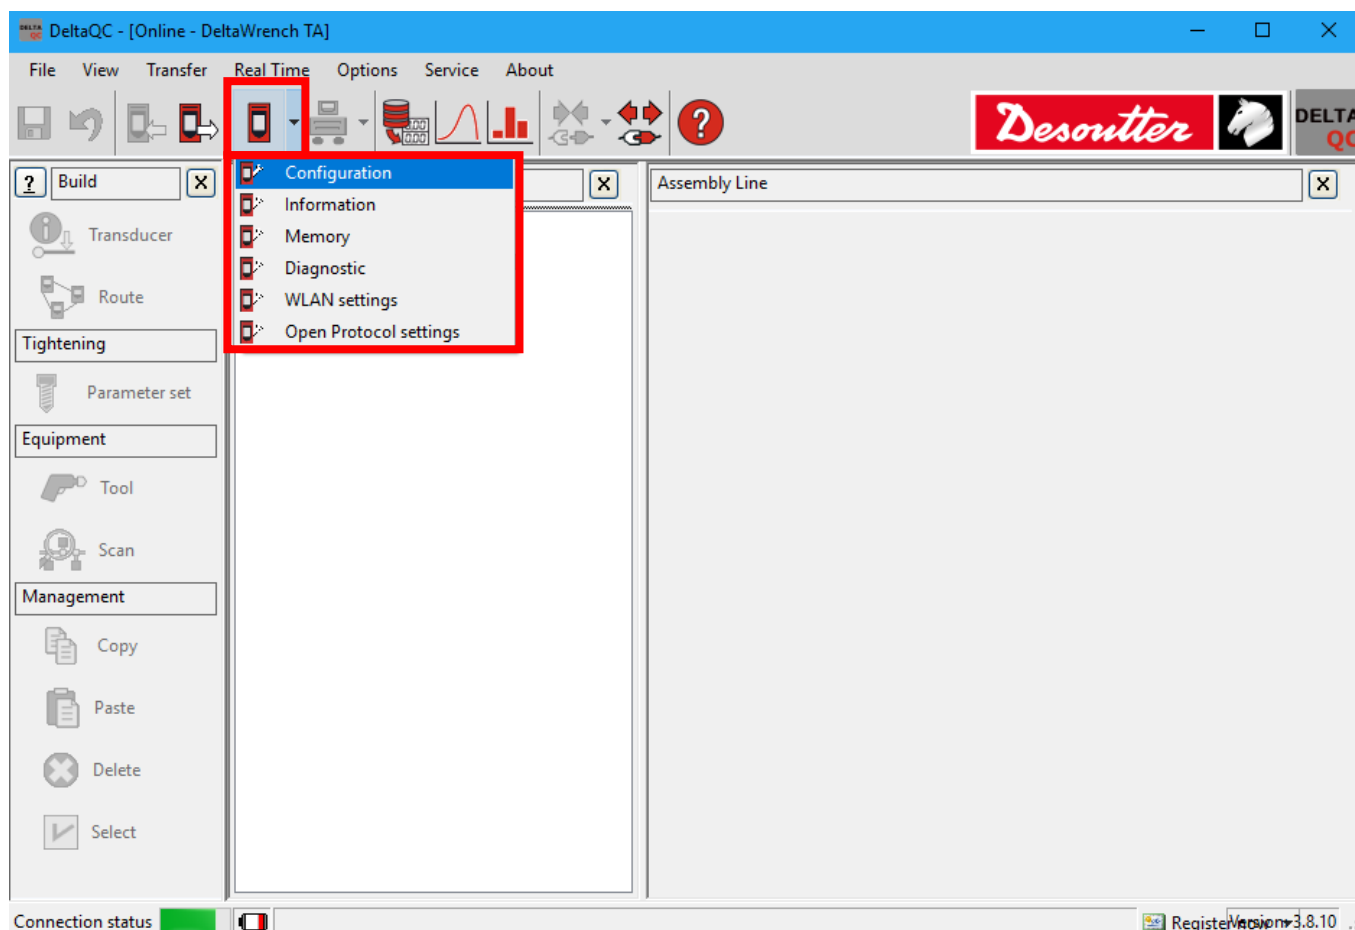 DeltaQC - [Online - DeltaWrench TA]
File View Transfer Real Time Options Service About
Desoutter
DELTA
QC
? Build X
X
Assembly Line X
Configuration
Information
Memory
Diagnostic
WLAN settings
Open Protocol settings
Transducer
Route
Tightening
Parameter set
Equipment
Tool
Scan
Management
Copy
Paste
Delete
Select
Connection status
Register now
Version 3.8.10